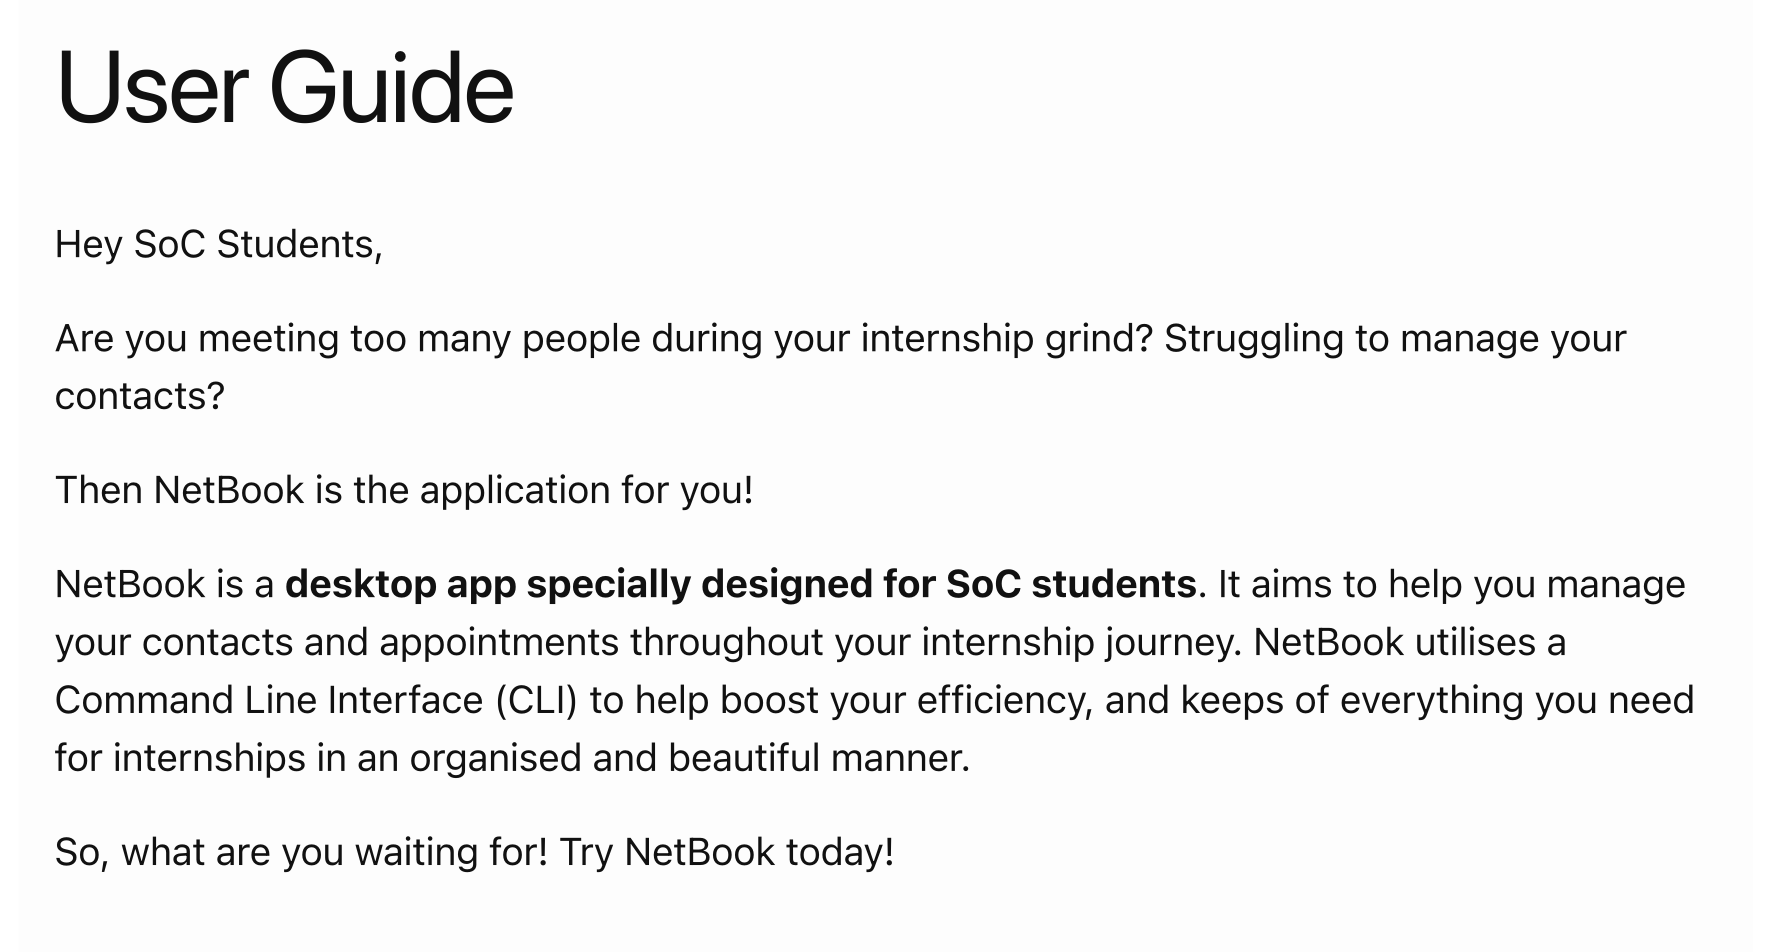 User Guide
Hey SoC Students,
Are you meeting too many people during your internship grind? Struggling to manage your
contacts?
Then NetBook is the application for you!
NetBook is a desktop app specially designed for SoC students. It aims to help you manage
your contacts and appointments throughout your internship journey. NetBook utilises a
Command Line Interface (CLI) to help boost your efficiency, and keeps of everything you need
for internships in an organised and beautiful manner.
So, what are you waiting for! Try NetBook today!